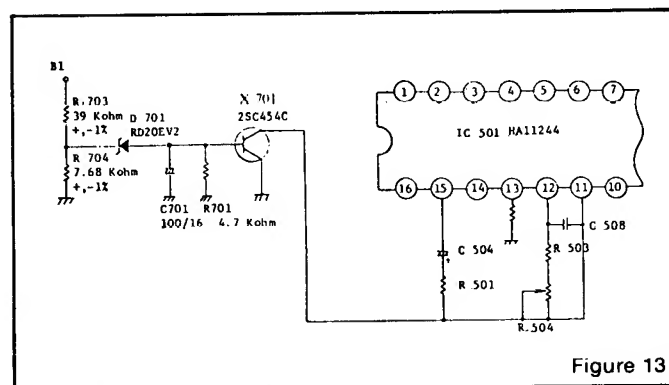 B1
R.703
39 Kohm
+,-1%
D 701
RD20EV2
X 701
2SC454C
R 704
7.68 Kohm
+,-1%
C701
100/16
R701
4.7 Kohm
1 2 3 4 5 6 7
IC 501 HA11244
16 15 14 13 12 11 10
C 504
R 501
C 508
R 503
R.504
Figure 13